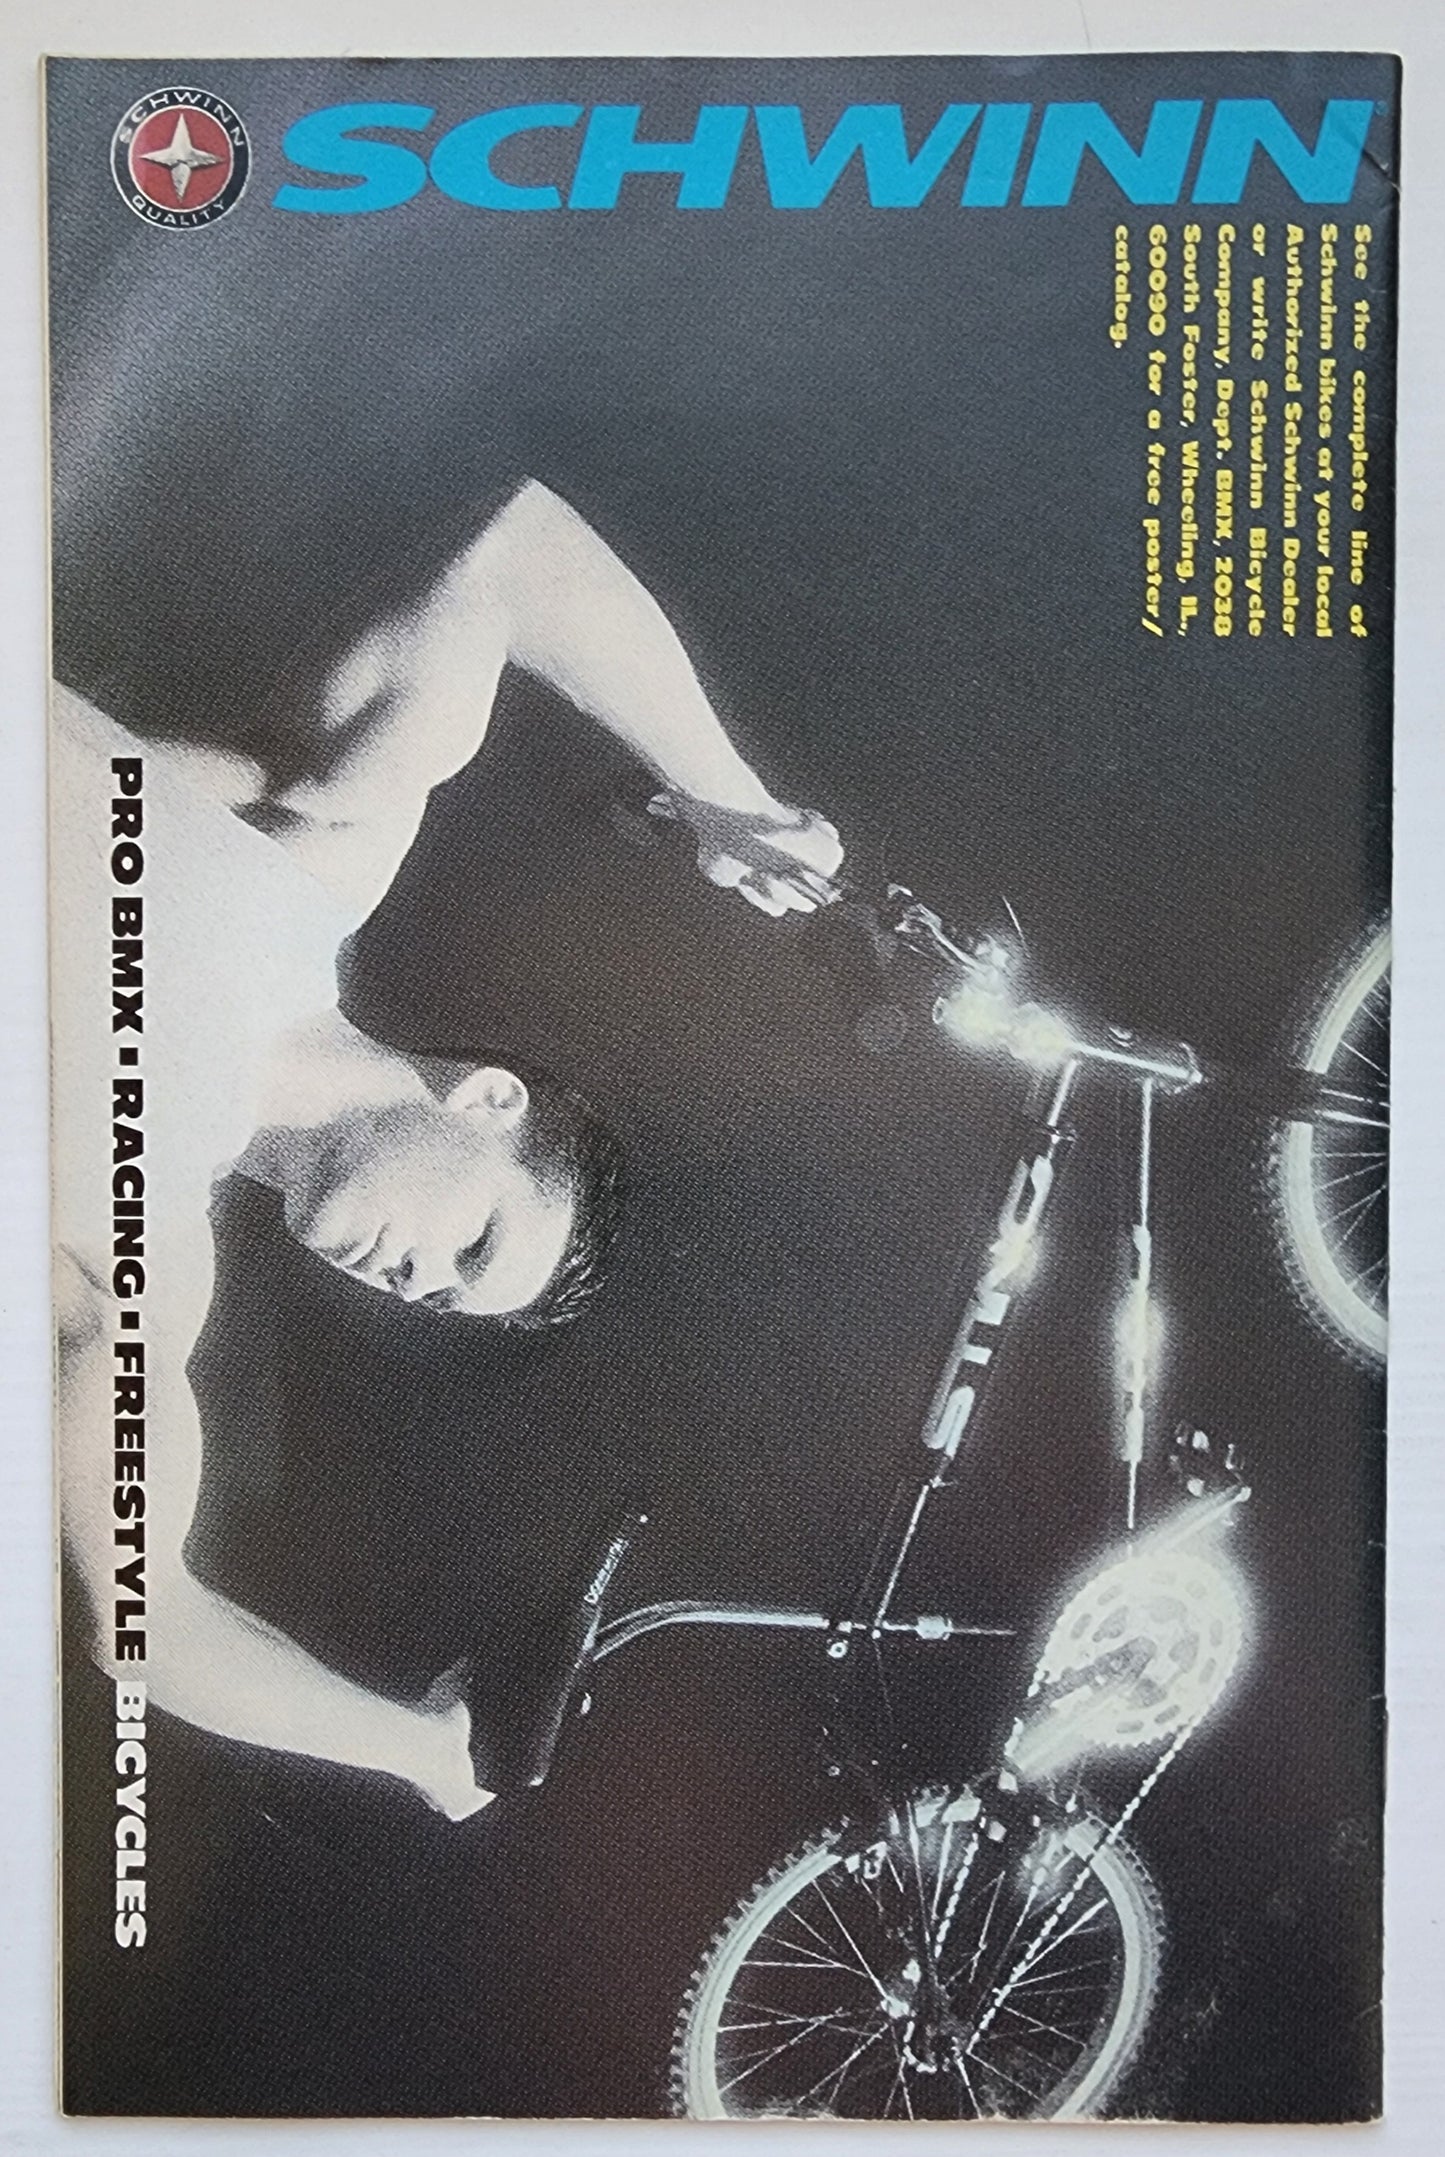 SCHWINN
QUALITY
SCHWINN®
See the complete line of
Schwinn bikes at your local
Authorized Schwinn Dealer
or write Schwinn Bicycle
Company, Dept. BMX, 2038
South Foster, Wheeling, IL,
60090 for a free poster/
catalog.
PRO BMX ▪ RACING ▪ FREESTYLE BICYCLES